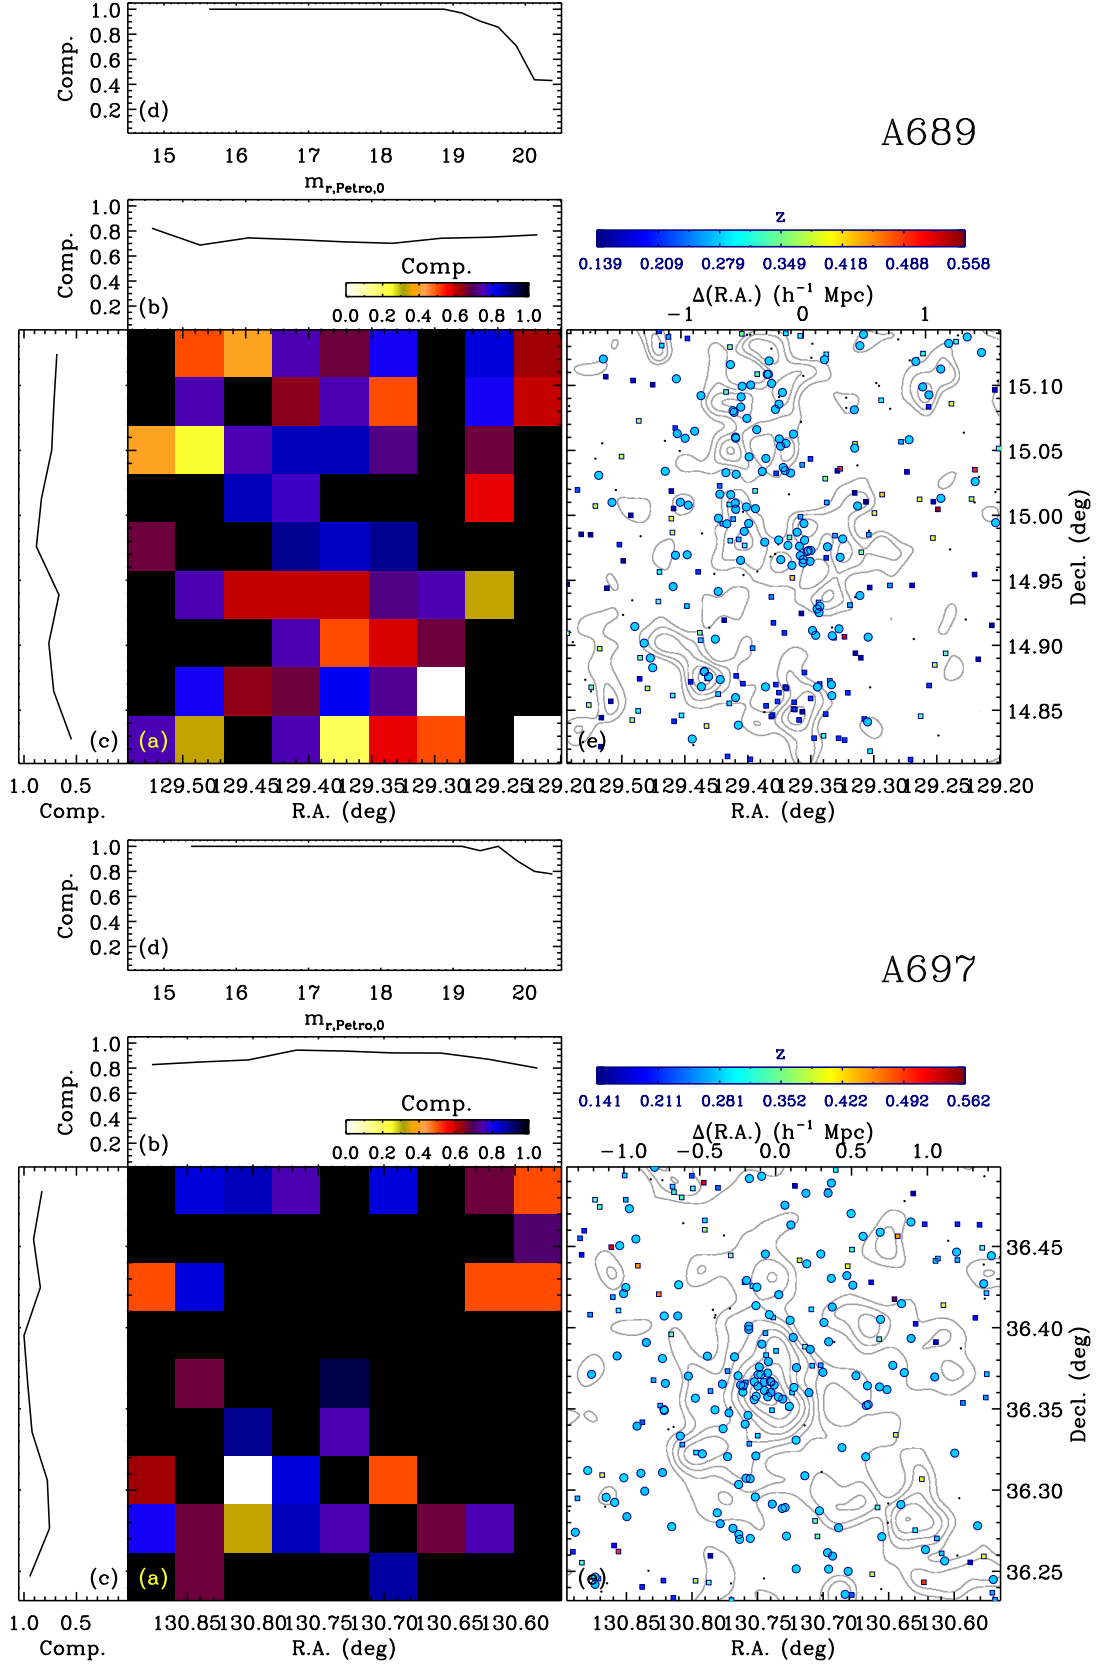 1.0
0.8
0.6
0.4
0.2
Comp.
(d)
15 16 17 18 19 20
m r,Petro,0
A689
1.0
0.8
0.6
0.4
0.2
Comp.
(b)
Comp.
0.0 0.2 0.4 0.6 0.8 1.0
z
0.139 0.209 0.279 0.349 0.418 0.488 0.558
Δ(R.A.) (h⁻¹ Mpc)
−1 0 1
(c)
(a)
(e)
15.10
15.05
15.00
14.95
14.90
14.85
Decl. (deg)
1.0 0.5
Comp.
129.50 129.45 129.40 129.35 129.30 129.25 129.20
R.A. (deg)
129.50 129.45 129.40 129.35 129.30 129.25 129.20
R.A. (deg)
1.0
0.8
0.6
0.4
0.2
Comp.
(d)
15 16 17 18 19 20
m r,Petro,0
A697
1.0
0.8
0.6
0.4
0.2
Comp.
(b)
Comp.
0.0 0.2 0.4 0.6 0.8 1.0
z
0.141 0.211 0.281 0.352 0.422 0.492 0.562
Δ(R.A.) (h⁻¹ Mpc)
−1.0 −0.5 0.0 0.5 1.0
(c)
(a)
(e)
36.45
36.40
36.35
36.30
36.25
Decl. (deg)
1.0 0.5
Comp.
130.85 130.80 130.75 130.70 130.65 130.60
R.A. (deg)
130.85 130.80 130.75 130.70 130.65 130.60
R.A. (deg)